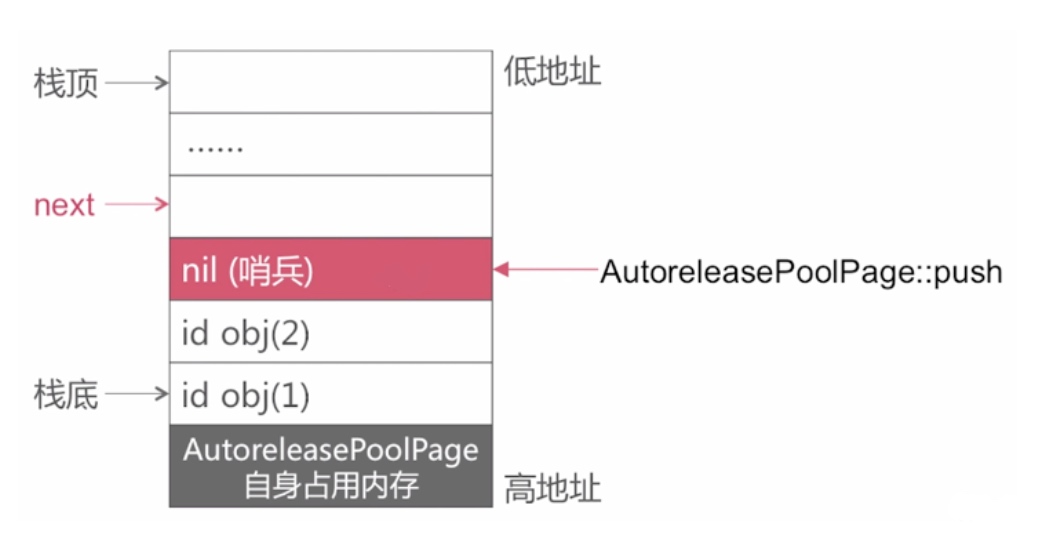 栈顶
低地址
......
next
nil (哨兵)
AutoreleasePoolPage::push
id obj(2)
栈底
id obj(1)
AutoreleasePoolPage
自身占用内存
高地址